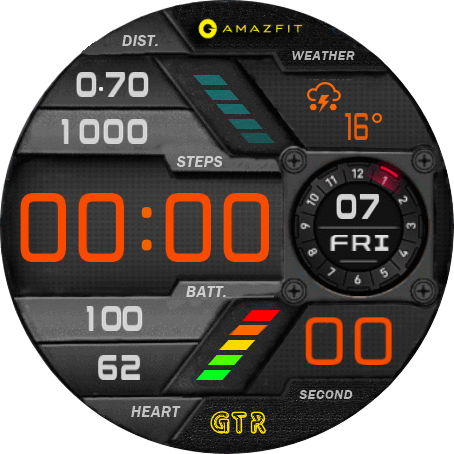 AMAZFIT
DIST.
WEATHER
0.70
16°
1000
STEPS
00:00
12 1 2 3 4 5 6 7 8 9 10 11
07
FRI
BATT.
100
00
62
SECOND
HEART
GTR